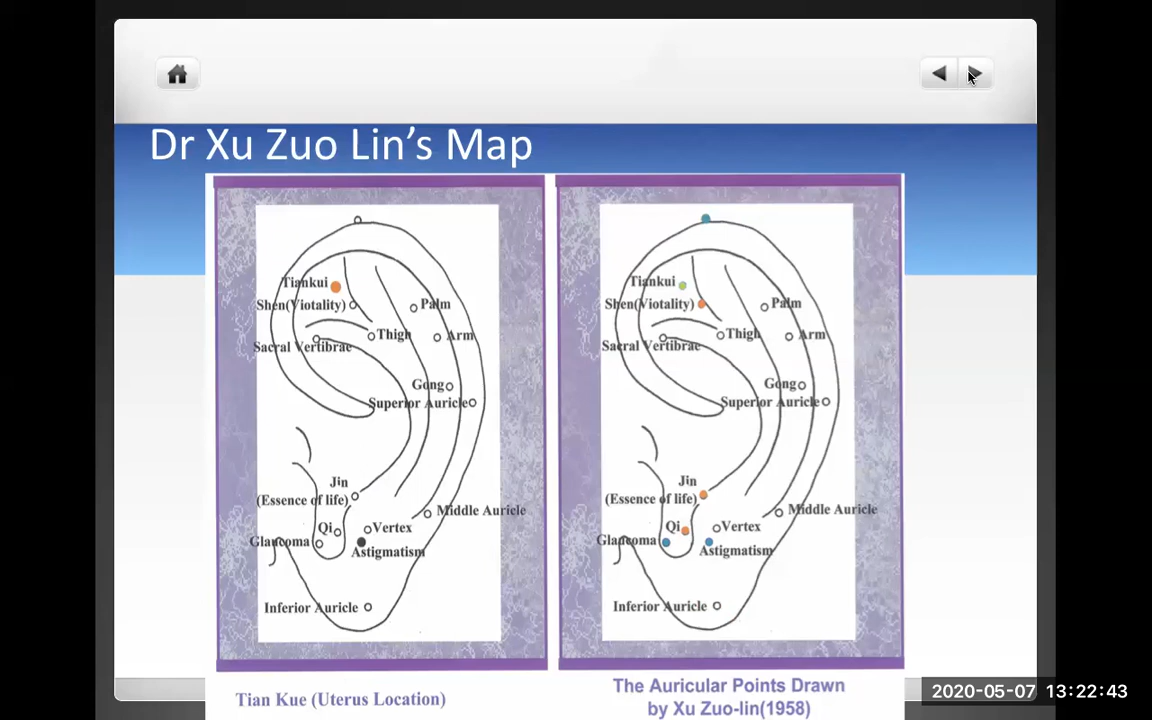 Dr Xu Zuo Lin's Map
Tiankui
Shen(Viotality)
Palm
Thigh
Arm
Sacral Vertibrae
Gong
Superior Auricle
Jin
(Essence of life)
Middle Auricle
Qi
Vertex
Glaucoma
Astigmatism
Inferior Auricle
Tian Kue (Uterus Location)
Tiankui
Shen(Viotality)
Palm
Thigh
Arm
Sacral Vertibrae
Gong
Superior Auricle
Jin
(Essence of life)
Middle Auricle
Qi
Vertex
Glaucoma
Astigmatism
Inferior Auricle
The Auricular Points Drawn
by Xu Zuo-lin(1958)
2020-05-07 13:22:43